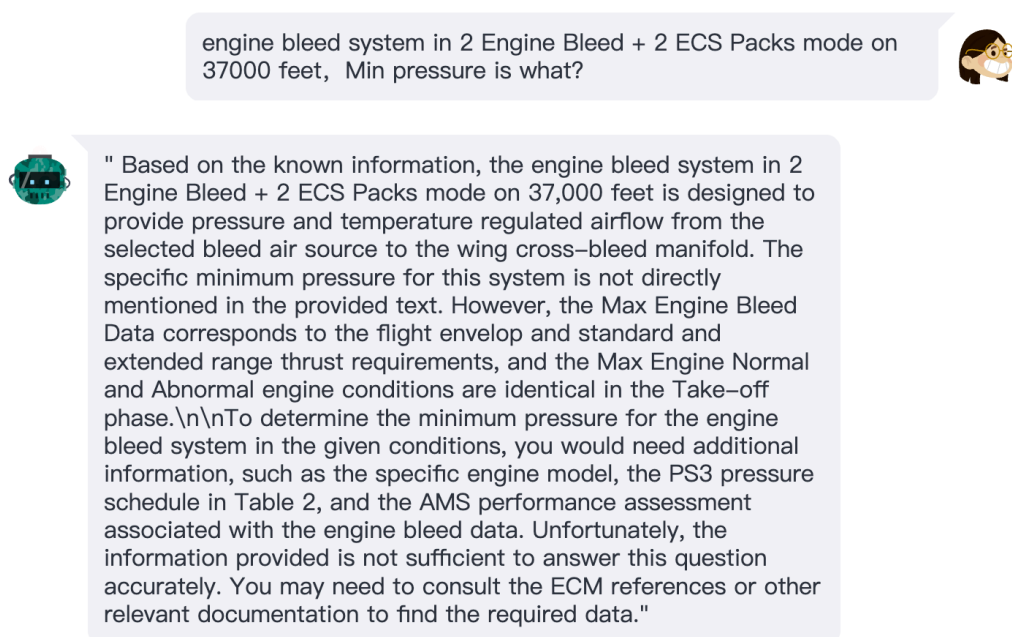 engine bleed system in 2 Engine Bleed + 2 ECS Packs mode on
37000 feet,  Min pressure is what?
" Based on the known information, the engine bleed system in 2
Engine Bleed + 2 ECS Packs mode on 37,000 feet is designed to
provide pressure and temperature regulated airflow from the
selected bleed air source to the wing cross–bleed manifold. The
specific minimum pressure for this system is not directly
mentioned in the provided text. However, the Max Engine Bleed
Data corresponds to the flight envelop and standard and
extended range thrust requirements, and the Max Engine Normal
and Abnormal engine conditions are identical in the Take–off
phase.\n\nTo determine the minimum pressure for the engine
bleed system in the given conditions, you would need additional
information, such as the specific engine model, the PS3 pressure
schedule in Table 2, and the AMS performance assessment
associated with the engine bleed data. Unfortunately, the
information provided is not sufficient to answer this question
accurately. You may need to consult the ECM references or other
relevant documentation to find the required data."